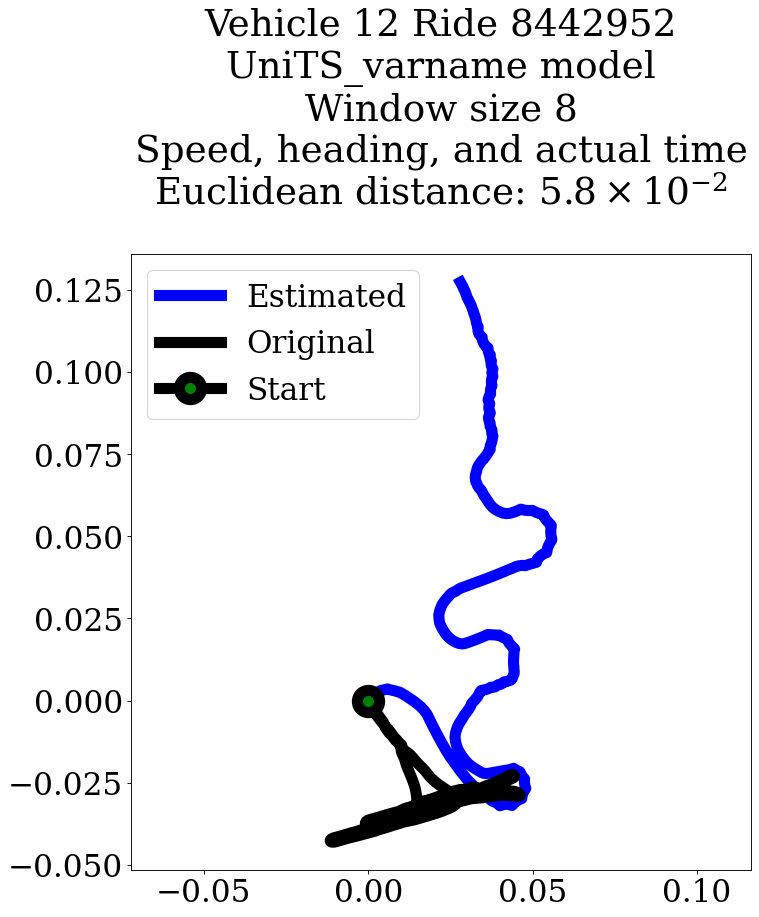 Vehicle 12 Ride 8442952
UniTS_varname model
Window size 8
Speed, heading, and actual time
Euclidean distance: 5.8 × 10⁻²
Estimated
Original
Start
0.125
0.100
0.075
0.050
0.025
0.000
−0.025
−0.050
−0.05 0.00 0.05 0.10